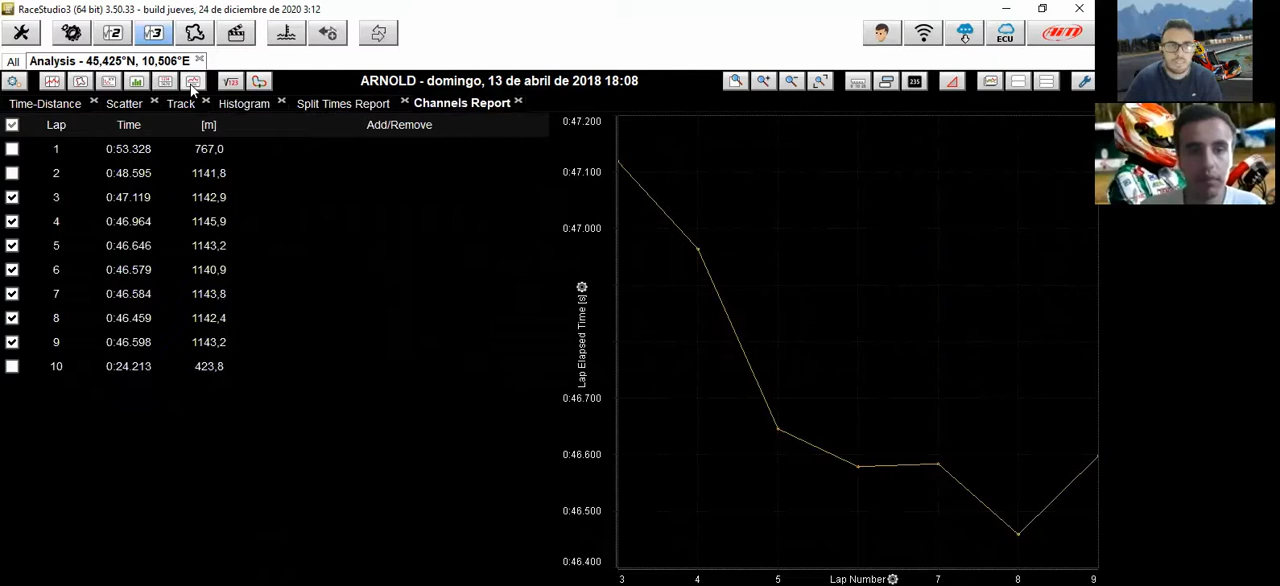 RaceStudio3 (64 bit) 3.50.33 - build jueves, 24 de diciembre de 2020 3:12
2 3 ECU AiM
All Analysis - 45,425°N, 10,506°E
√123 235
ARNOLD - domingo, 13 de abril de 2018 18:08
Time-Distance Scatter Track Histogram Split Times Report Channels Report
Lap Time [m] Add/Remove
1 0:53.328 767,0
2 0:48.595 1141,8
3 0:47.119 1142,9
4 0:46.964 1145,9
5 0:46.646 1143,2
6 0:46.579 1140,9
7 0:46.584 1143,8
8 0:46.459 1142,4
9 0:46.598 1143,2
10 0:24.213 423,8
0:47.200
0:47.100
0:47.000
Lap Elapsed Time [s]
0:46.700
0:46.600
0:46.500
0:46.400
3 4 5 Lap Number 7 8 9